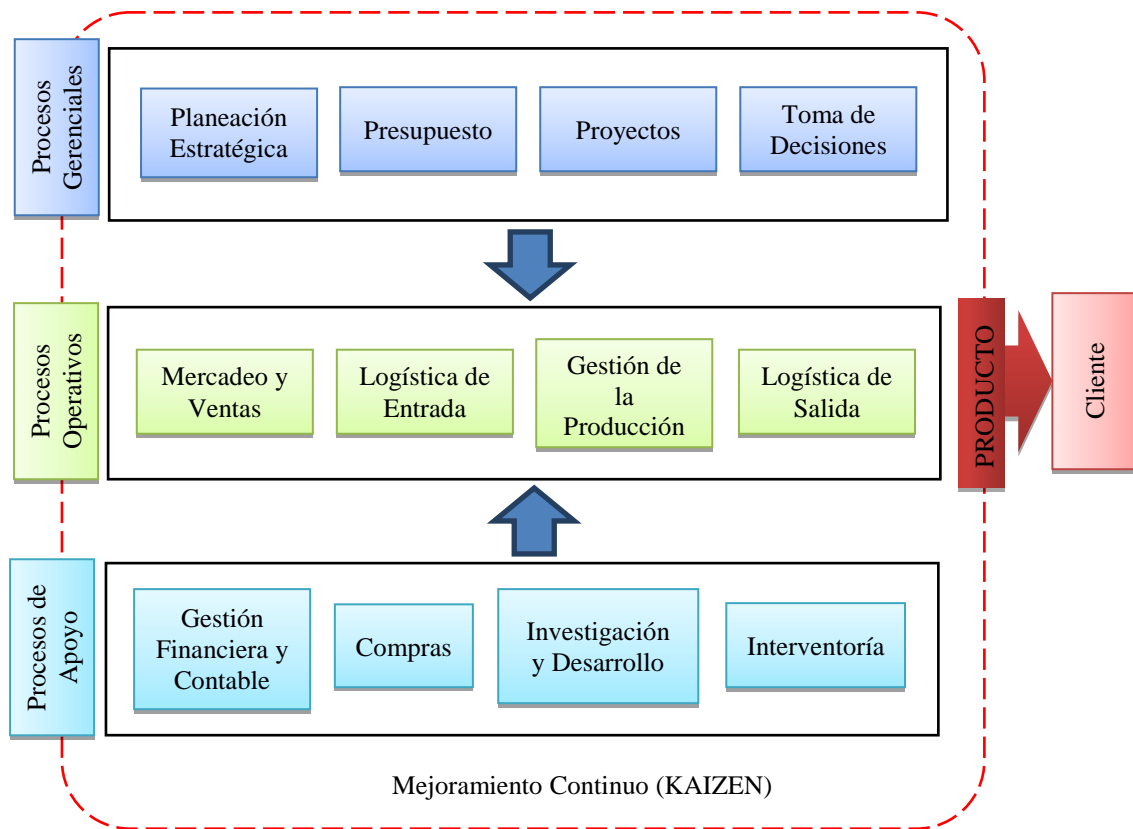 Procesos
Gerenciales
Planeación
Estratégica
Presupuesto
Proyectos
Toma de
Decisiones
Procesos
Operativos
Mercadeo y
Ventas
Logística de
Entrada
Gestión de
la
Producción
Logística de
Salida
PRODUCTO
Cliente
Procesos de
Apoyo
Gestión
Financiera y
Contable
Compras
Investigación
y Desarrollo
Interventoría
Mejoramiento Continuo (KAIZEN)